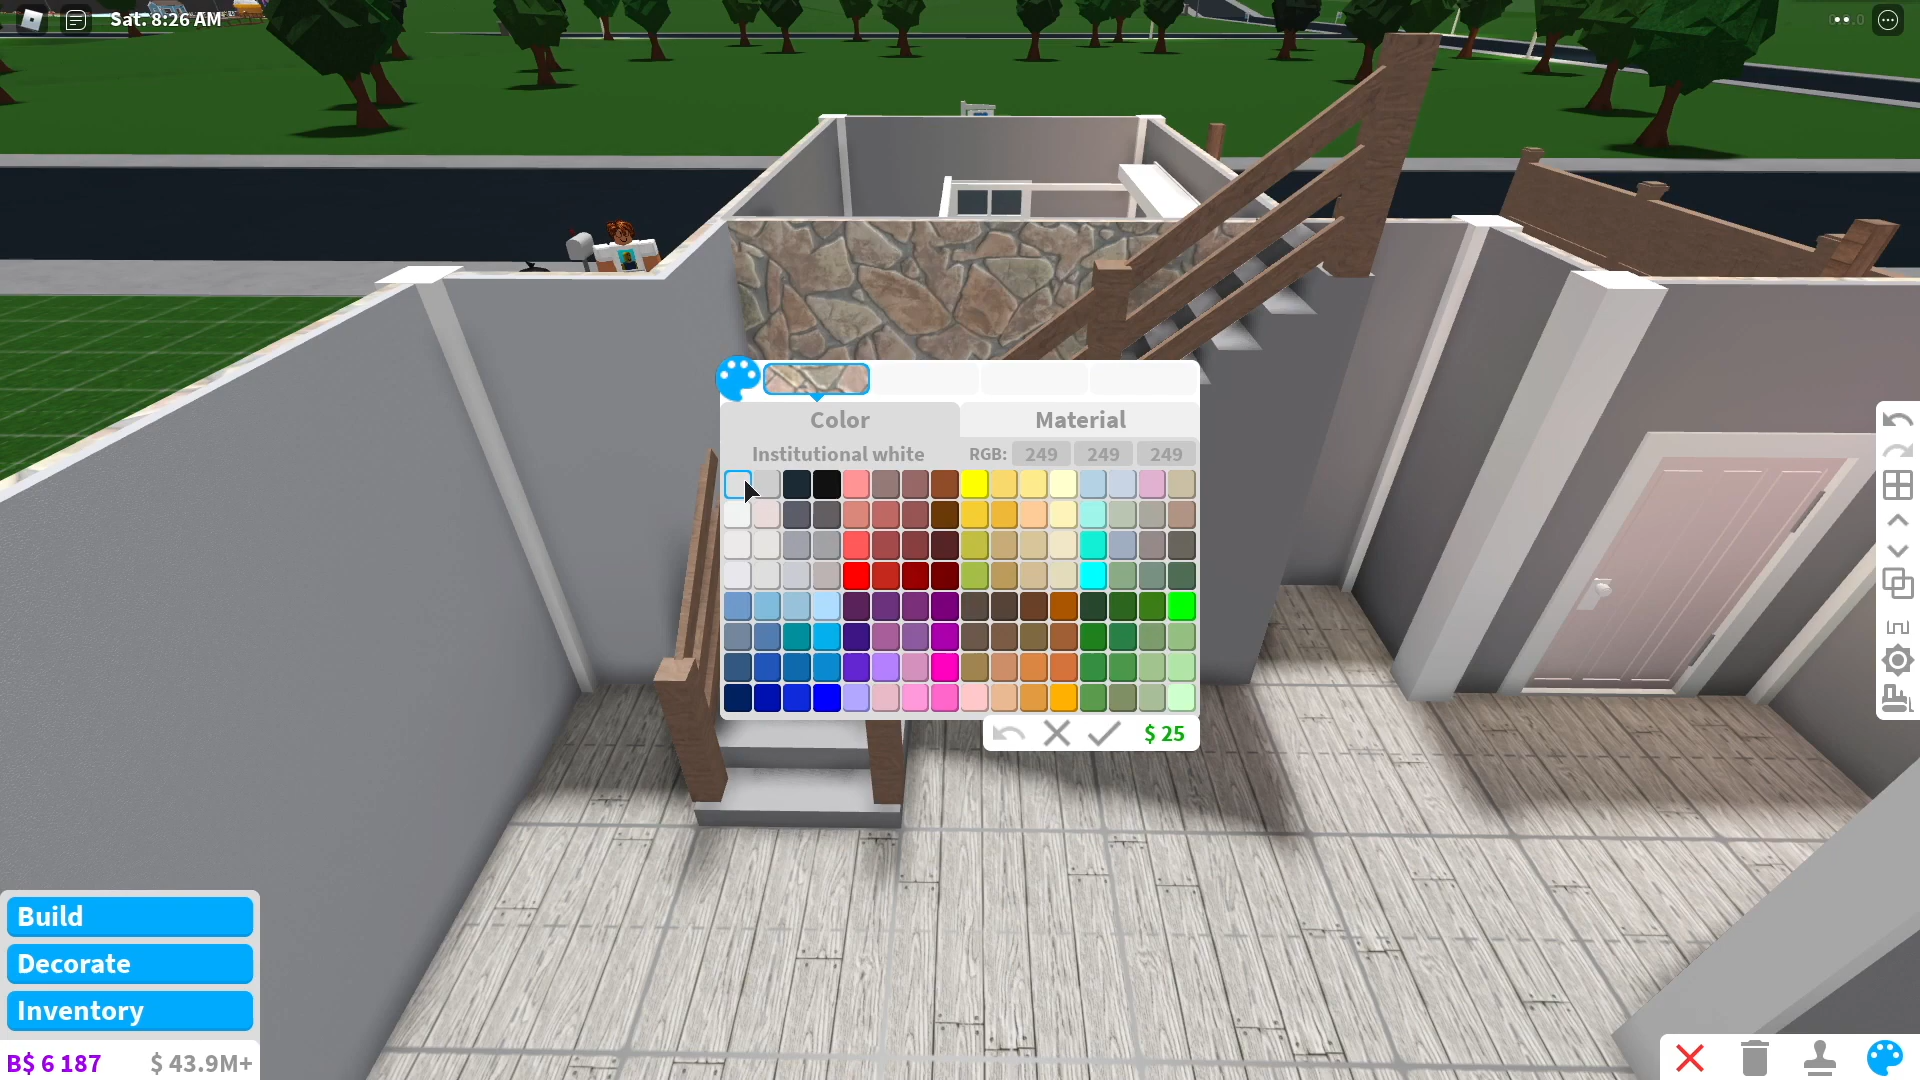 Sat. 8:26 AM
Color
Material
Institutional white
RGB: 249 249 249
$ 25
Build
Decorate
Inventory
B$ 6 187
$ 43.9M+